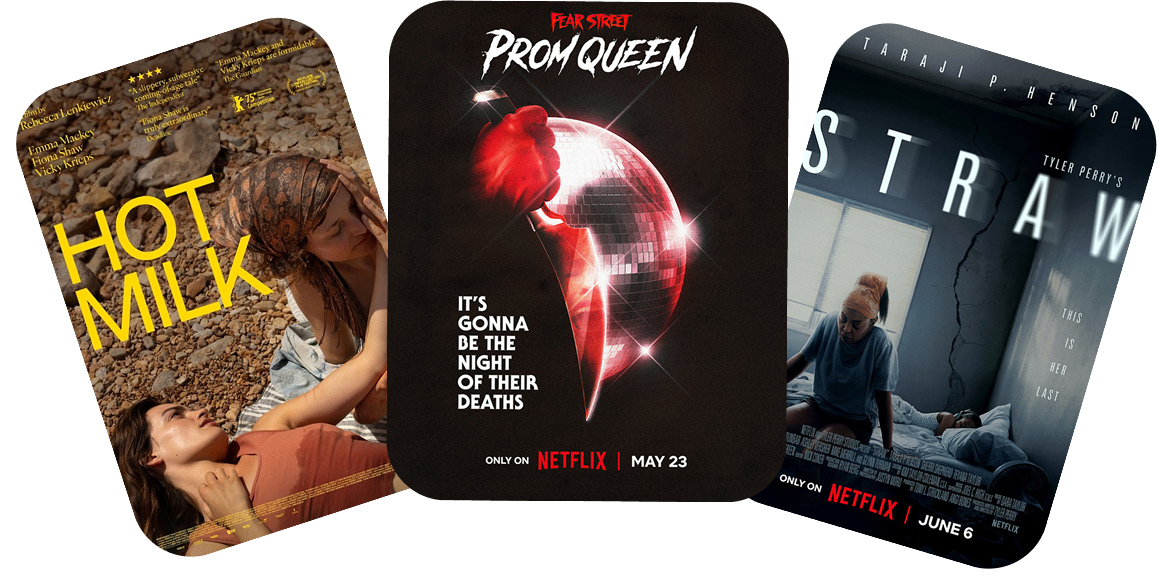 film by
Rebecca Lenkiewicz
Emma Mackey
Fiona Shaw
Vicky Krieps
★★★★
"A slippery, subversive
coming-of-age tale"
The Independent
"Fiona Shaw is
truly extraordinary"
Deadline
"Emma Mackey and
Vicky Krieps are formidable"
The Guardian
75
Competition
HOT
MILK
FEAR STREET
PROM QUEEN
IT'S
GONNA
BE THE
NIGHT
OF THEIR
DEATHS
ONLY ON NETFLIX | MAY 23
TARAJI P. HENSON
TYLER PERRY'S
STRAW
THIS
IS
HER
LAST
ONLY ON NETFLIX | JUNE 6
NETFLIX